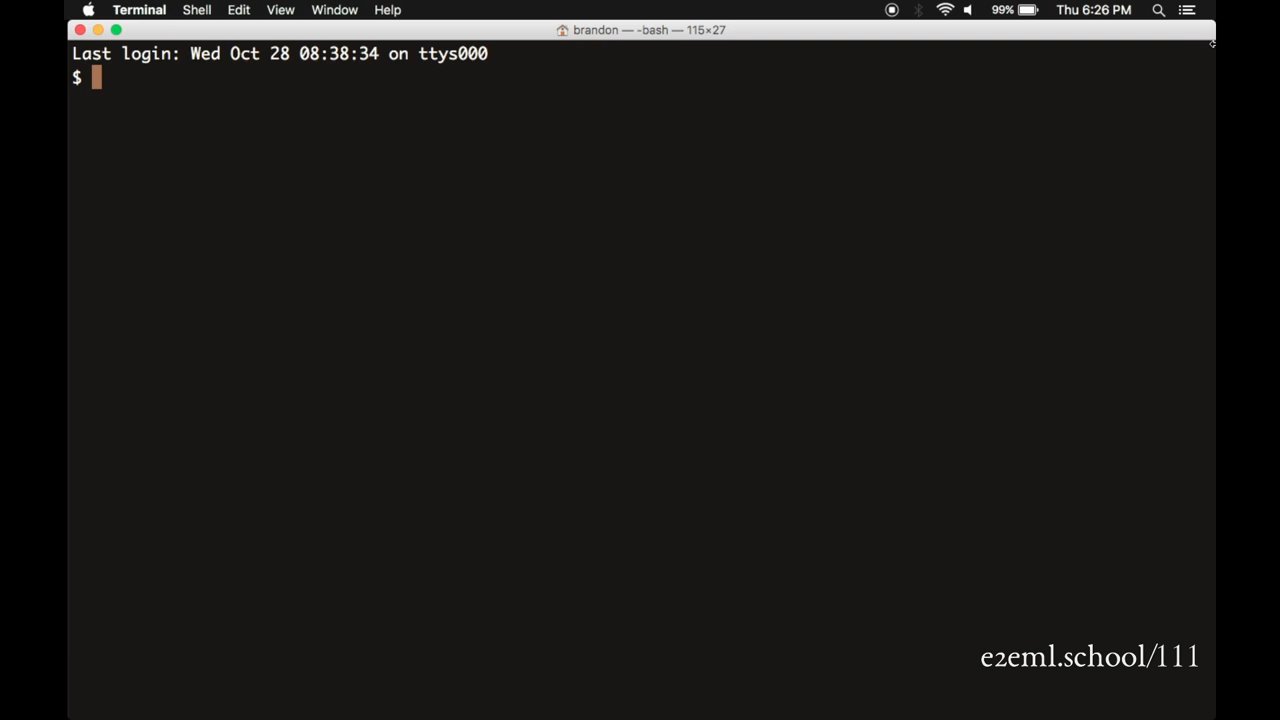 Terminal Shell Edit View Window Help 99% Thu 6:26 PM
brandon — -bash — 115×27
Last login: Wed Oct 28 08:38:34 on ttys000
$
e2eml.school/111